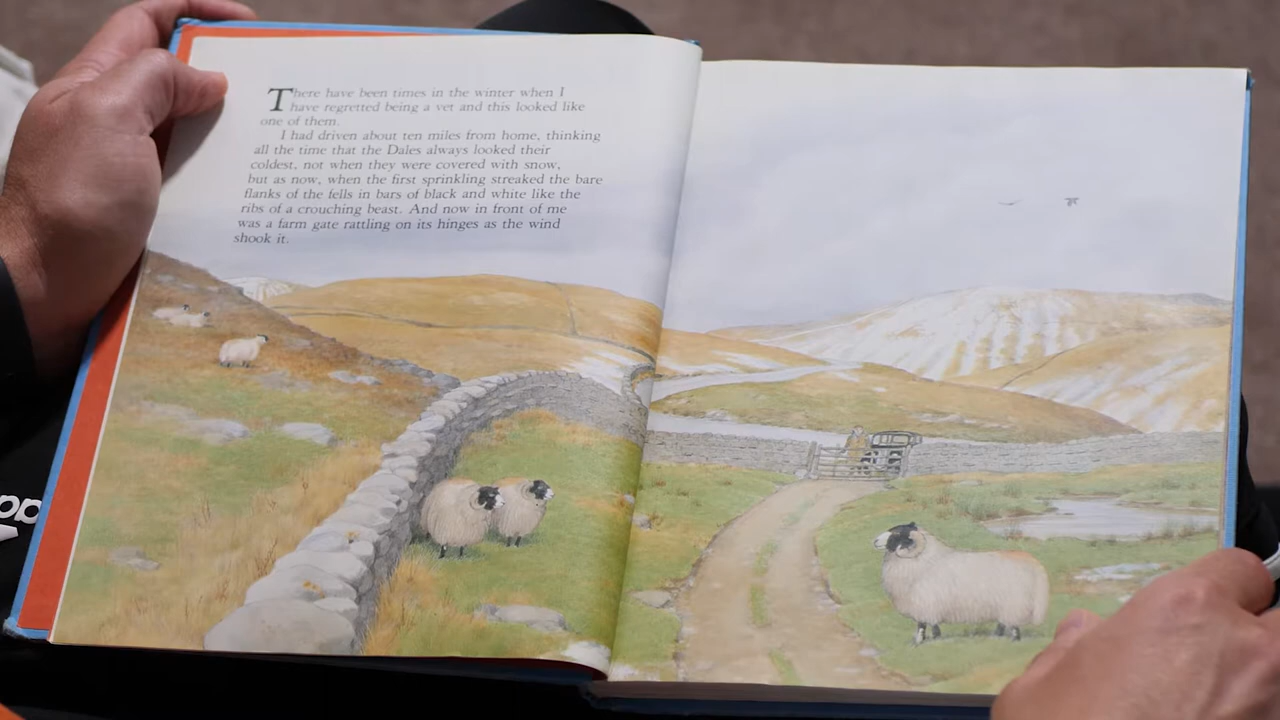 There have been times in the winter when I
have regretted being a vet and this looked like
one of them.
I had driven about ten miles from home, thinking
all the time that the Dales always looked their
coldest, not when they were covered with snow,
but as now, when the first sprinkling streaked the bare
flanks of the fells in bars of black and white like the
ribs of a crouching beast. And now in front of me
was a farm gate rattling on its hinges as the wind
shook it.